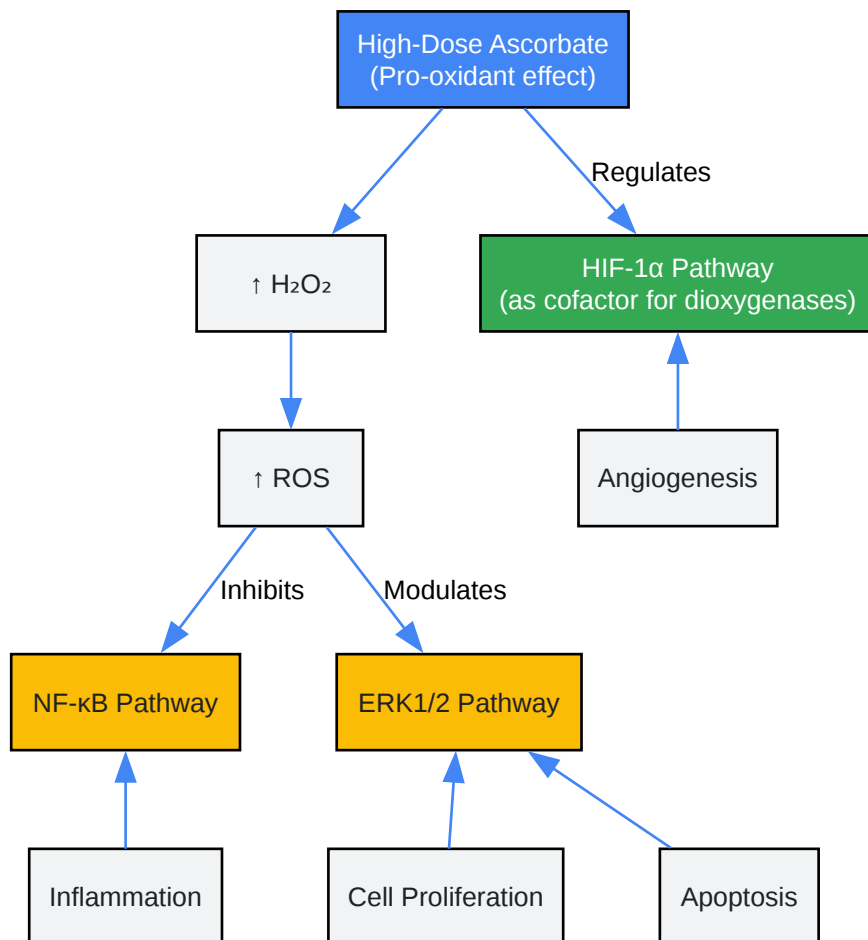 High-Dose Ascorbate
(Pro-oxidant effect)
Regulates
↑ H₂O₂
HIF-1α Pathway
(as cofactor for dioxygenases)
↑ ROS
Angiogenesis
Inhibits
Modulates
NF-κB Pathway
ERK1/2 Pathway
Inflammation
Cell Proliferation
Apoptosis